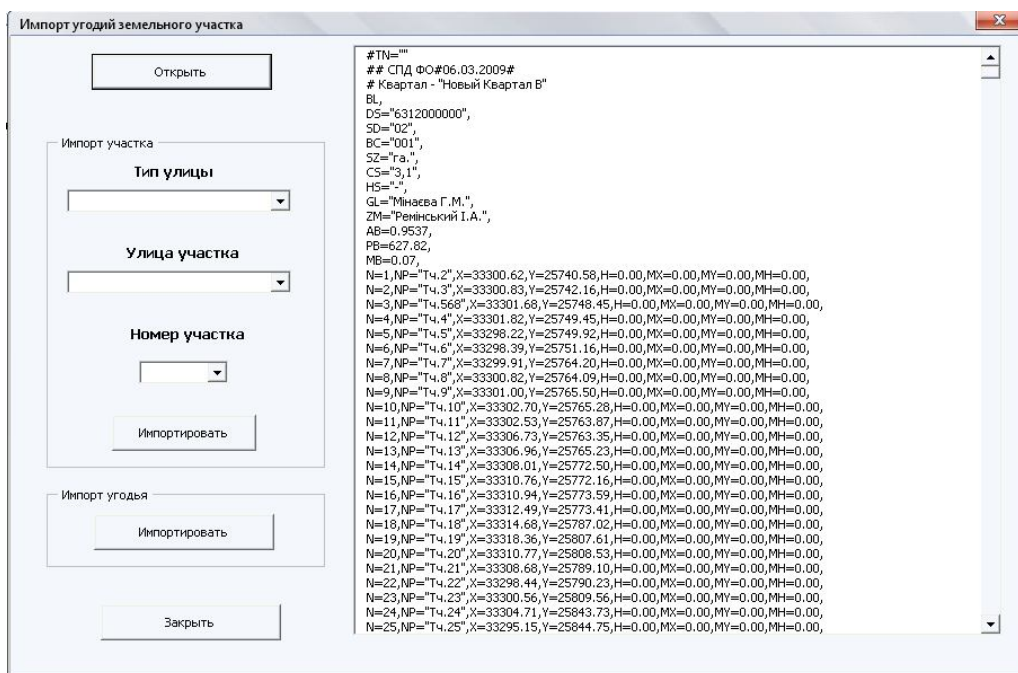 Импорт угодий земельного участка
Открыть
Импорт участка
Тип улицы
Улица участка
Номер участка
Импортировать
Импорт угодья
Импортировать
Закрыть
#TN=""
## СПД ФО#06.03.2009#
# Квартал - "Новый Квартал В"
BL,
DS="6312000000",
SD="02",
BC="001",
SZ="га.",
CS="3,1",
HS="-",
GL="Мінаєва Г.М.",
ZM="Ремінський І.А.",
AB=0.9537,
PB=627.82,
MB=0.07,
N=1,NP="Тч.2",X=33300.62,Y=25740.58,H=0.00,MX=0.00,MY=0.00,MH=0.00,
N=2,NP="Тч.3",X=33300.83,Y=25742.16,H=0.00,MX=0.00,MY=0.00,MH=0.00,
N=3,NP="Тч.568",X=33301.68,Y=25748.45,H=0.00,MX=0.00,MY=0.00,MH=0.00,
N=4,NP="Тч.4",X=33301.82,Y=25749.45,H=0.00,MX=0.00,MY=0.00,MH=0.00,
N=5,NP="Тч.5",X=33298.22,Y=25749.92,H=0.00,MX=0.00,MY=0.00,MH=0.00,
N=6,NP="Тч.6",X=33298.39,Y=25751.16,H=0.00,MX=0.00,MY=0.00,MH=0.00,
N=7,NP="Тч.7",X=33299.91,Y=25764.20,H=0.00,MX=0.00,MY=0.00,MH=0.00,
N=8,NP="Тч.8",X=33300.82,Y=25764.09,H=0.00,MX=0.00,MY=0.00,MH=0.00,
N=9,NP="Тч.9",X=33301.00,Y=25765.50,H=0.00,MX=0.00,MY=0.00,MH=0.00,
N=10,NP="Тч.10",X=33302.70,Y=25765.28,H=0.00,MX=0.00,MY=0.00,MH=0.00,
N=11,NP="Тч.11",X=33302.53,Y=25763.87,H=0.00,MX=0.00,MY=0.00,MH=0.00,
N=12,NP="Тч.12",X=33306.73,Y=25763.35,H=0.00,MX=0.00,MY=0.00,MH=0.00,
N=13,NP="Тч.13",X=33306.96,Y=25765.23,H=0.00,MX=0.00,MY=0.00,MH=0.00,
N=14,NP="Тч.14",X=33308.01,Y=25772.50,H=0.00,MX=0.00,MY=0.00,MH=0.00,
N=15,NP="Тч.15",X=33310.76,Y=25772.16,H=0.00,MX=0.00,MY=0.00,MH=0.00,
N=16,NP="Тч.16",X=33310.94,Y=25773.59,H=0.00,MX=0.00,MY=0.00,MH=0.00,
N=17,NP="Тч.17",X=33312.49,Y=25773.41,H=0.00,MX=0.00,MY=0.00,MH=0.00,
N=18,NP="Тч.18",X=33314.68,Y=25787.02,H=0.00,MX=0.00,MY=0.00,MH=0.00,
N=19,NP="Тч.19",X=33318.36,Y=25807.61,H=0.00,MX=0.00,MY=0.00,MH=0.00,
N=20,NP="Тч.20",X=33310.77,Y=25808.53,H=0.00,MX=0.00,MY=0.00,MH=0.00,
N=21,NP="Тч.21",X=33308.68,Y=25789.10,H=0.00,MX=0.00,MY=0.00,MH=0.00,
N=22,NP="Тч.22",X=33298.44,Y=25790.23,H=0.00,MX=0.00,MY=0.00,MH=0.00,
N=23,NP="Тч.23",X=33300.56,Y=25809.56,H=0.00,MX=0.00,MY=0.00,MH=0.00,
N=24,NP="Тч.24",X=33304.71,Y=25843.73,H=0.00,MX=0.00,MY=0.00,MH=0.00,
N=25,NP="Тч.25",X=33295.15,Y=25844.75,H=0.00,MX=0.00,MY=0.00,MH=0.00,